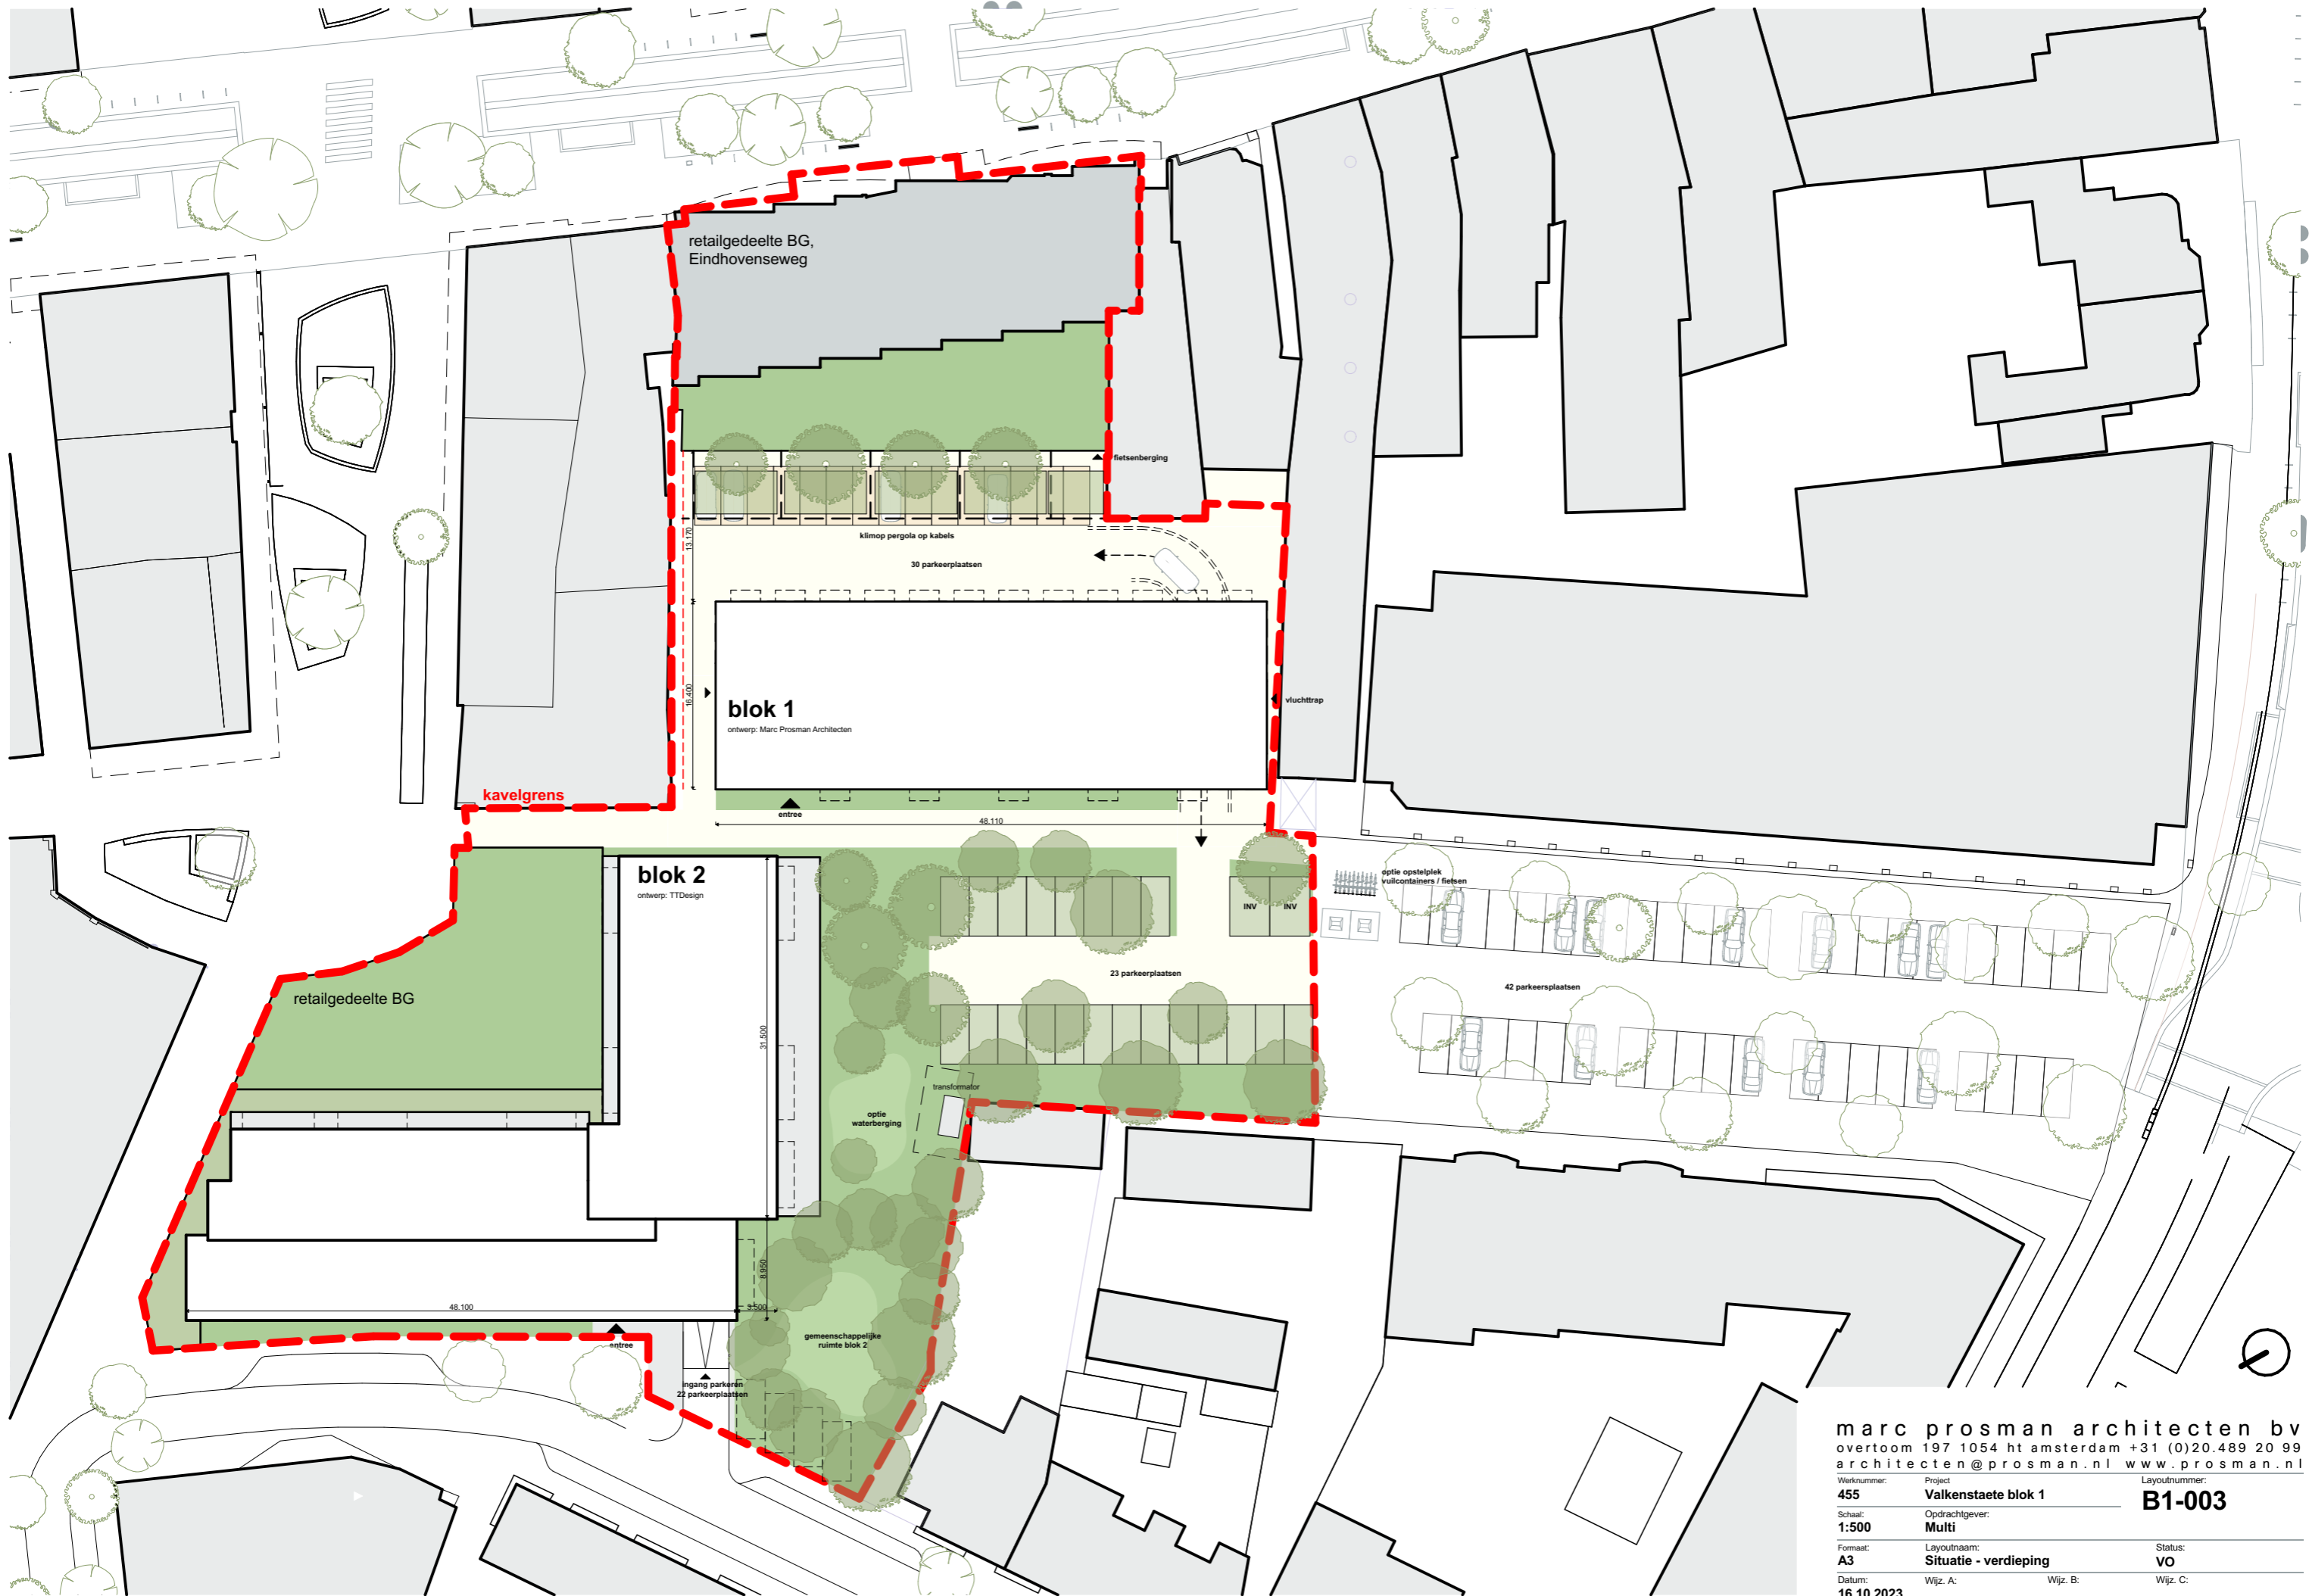 retailgedeelte BG,
Eindhovenseweg
fietsenberging
klimop pergola op kabels
30 parkeerplaatsen
13.170
16.400
blok 1
ontwerp: Marc Prosman Architecten
vluchttrap
kavelgrens
entree
48.110
blok 2
ontwerp: TTDesign
optie opstelplek
vuilcontainers / fietsen
INV
INV
23 parkeerplaatsen
42 parkeersplaatsen
retailgedeelte BG
31.500
transformator
optie
waterberging
8.950
48.100
3.500
gemeenschappelijke
ruimte blok 2
entree
ingang parkeren
22 parkeerplaatsen
marc prosman architecten bv
overtoom 197 1054 ht amsterdam +31 (0)20.489 20 99
architecten@prosman.nl www.prosman.nl
Werknummer: Project Layoutnummer:
455 Valkenstaete blok 1 B1-003
Schaal: Opdrachtgever:
1:500 Multi
Formaat: Layoutnaam: Status:
A3 Situatie - verdieping VO
Datum: Wijz. A: Wijz. B: Wijz. C:
16.10.2023